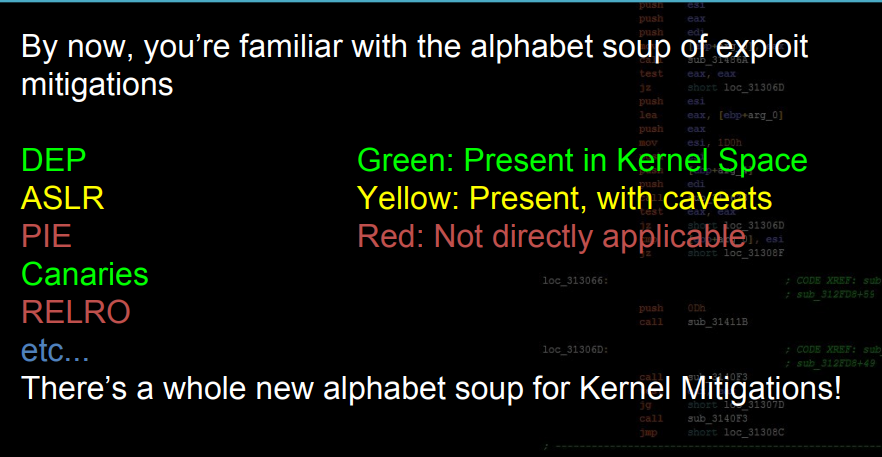 By now, you're familiar with the alphabet soup of exploit
mitigations
DEP
ASLR
PIE
Canaries
RELRO
etc...
Green: Present in Kernel Space
Yellow: Present, with caveats
Red: Not directly applicable
There's a whole new alphabet soup for Kernel Mitigations!
push esi
push eax
push
sub_31486A
test eax, eax
jz short loc_31306D
push esi
lea eax, [ebp+arg_0]
push eax
mov esi, 1D0h
push
push edi
test eax, eax
short loc_31306D
esi
jz short loc_31308F
loc_313066: ; CODE XREF: sub
; sub_312FD8+59
push 0Dh
call sub_31411B
loc_31306D: ; CODE XREF: sub
; sub_312FD8+49
call sub_3140F3
jg short loc_31307D
call sub_3140F3
jmp short loc_31308C